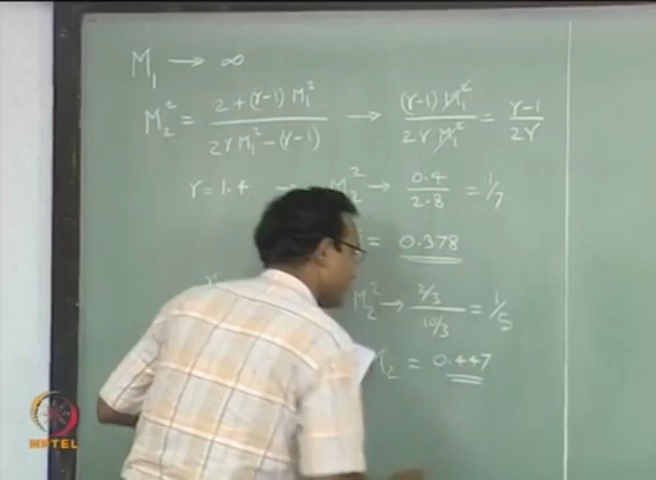 M₁ → ∞
M₂² = (2 + (γ-1) M₁²) / (2γ M₁² - (γ-1)) → ((γ-1) M₁²) / (2γ M₁²) = (γ-1) / (2γ)
γ = 1.4 → M₂² → 0.4 / 2.8 = 1/7
= 0.378
M₂² → (2/3) / (10/3) = 1/5
M₂ = 0.447
NPTEL